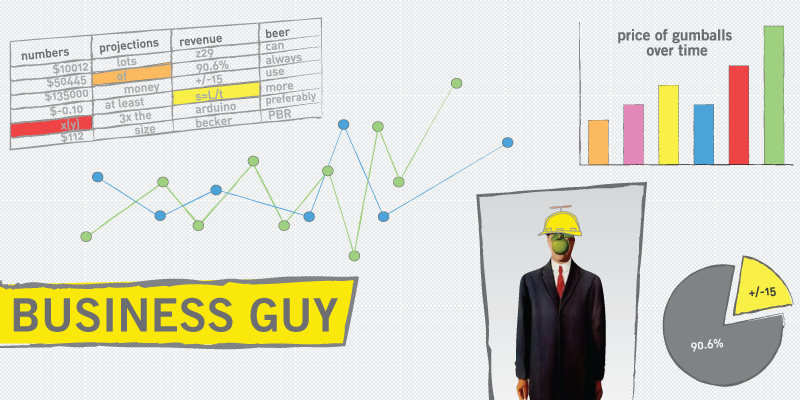 numbers projections revenue beer
$10012 lots z29 can
$50445 of 90.6% always
$135000 money +/-15 use
$-0.10 at least s=L/t more
x[y] 3x the arduino preferably
$112 size becker PBR
price of gumballs
over time
BUSINESS GUY
+/-15
90.6%